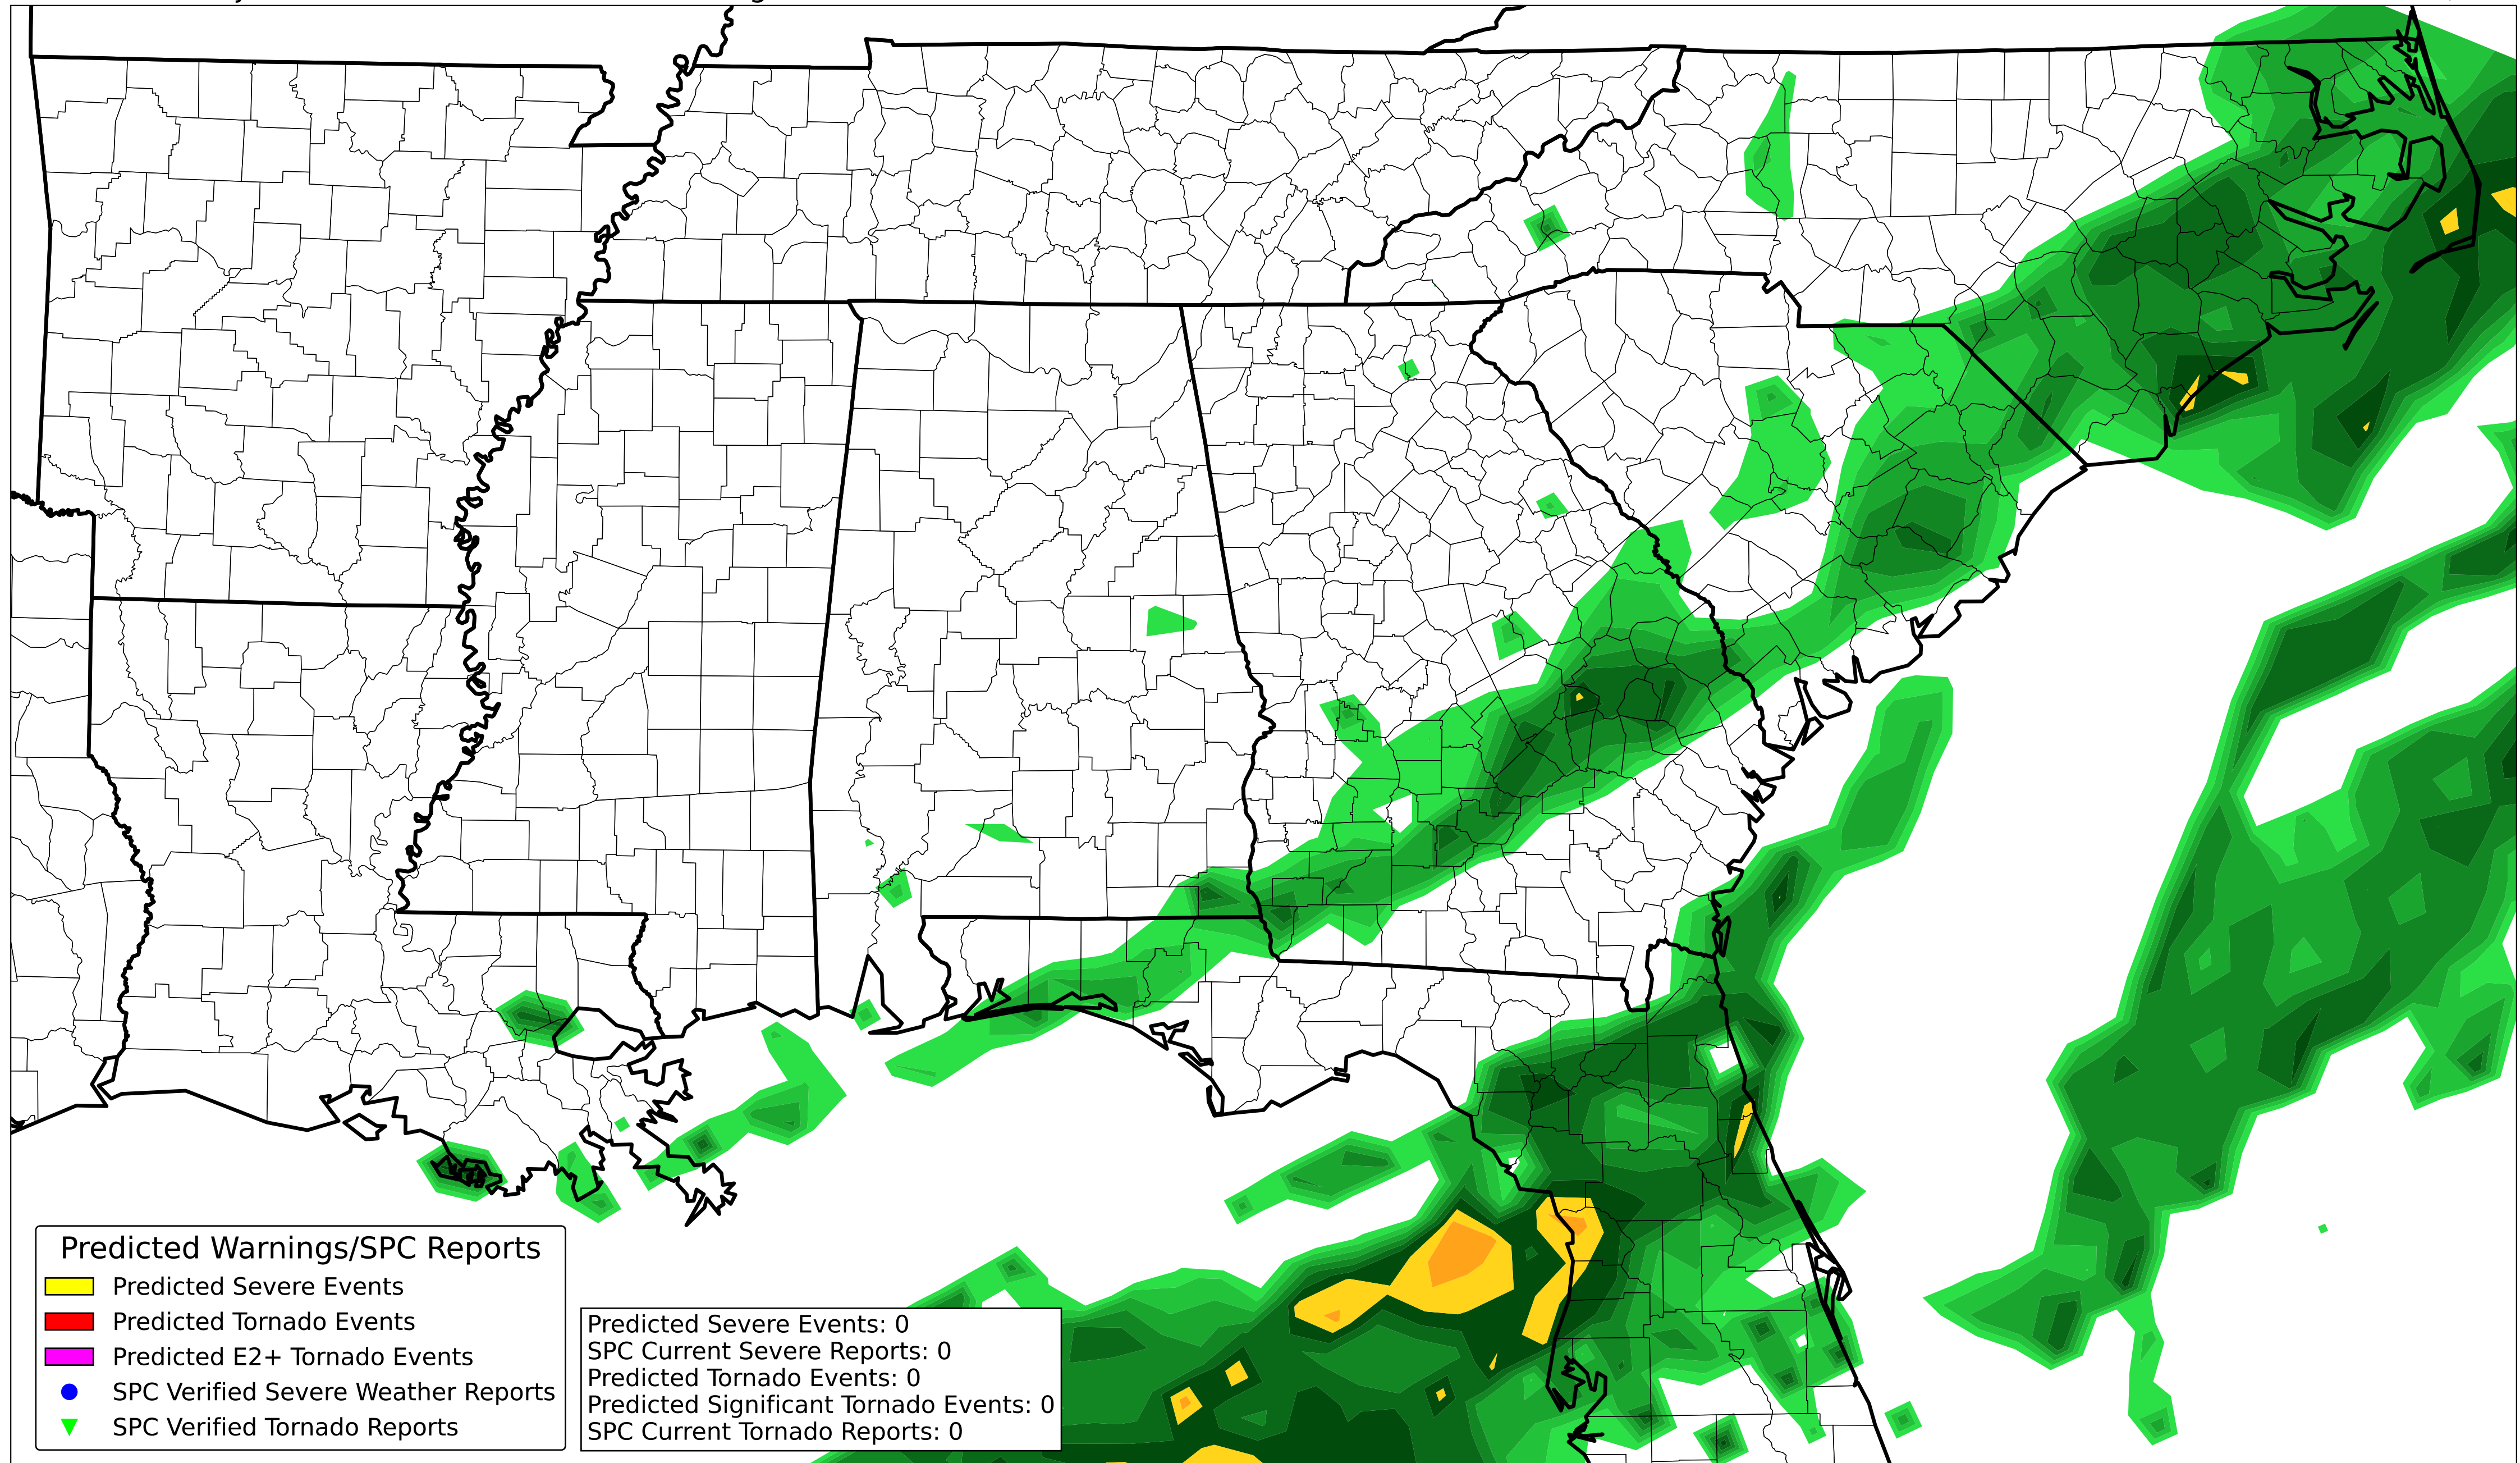 Predicted Warnings/SPC Reports
Predicted Severe Events
Predicted Tornado Events
Predicted E2+ Tornado Events
SPC Verified Severe Weather Reports
SPC Verified Tornado Reports
Predicted Severe Events: 0
SPC Current Severe Reports: 0
Predicted Tornado Events: 0
Predicted Significant Tornado Events: 0
SPC Current Tornado Reports: 0